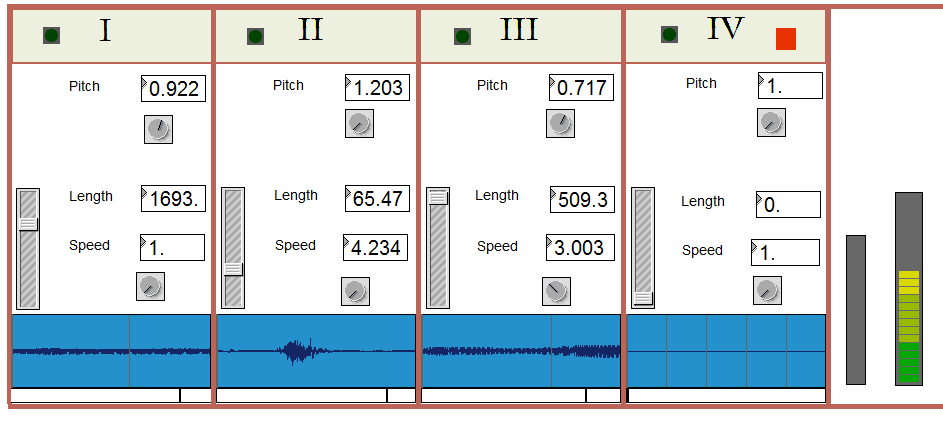 I II III IV
Pitch 0.922 Pitch 1.203 Pitch 0.717 Pitch 1.
Length 1693. Length 65.47 Length 509.3 Length 0.
Speed 1. Speed 4.234 Speed 3.003 Speed 1.